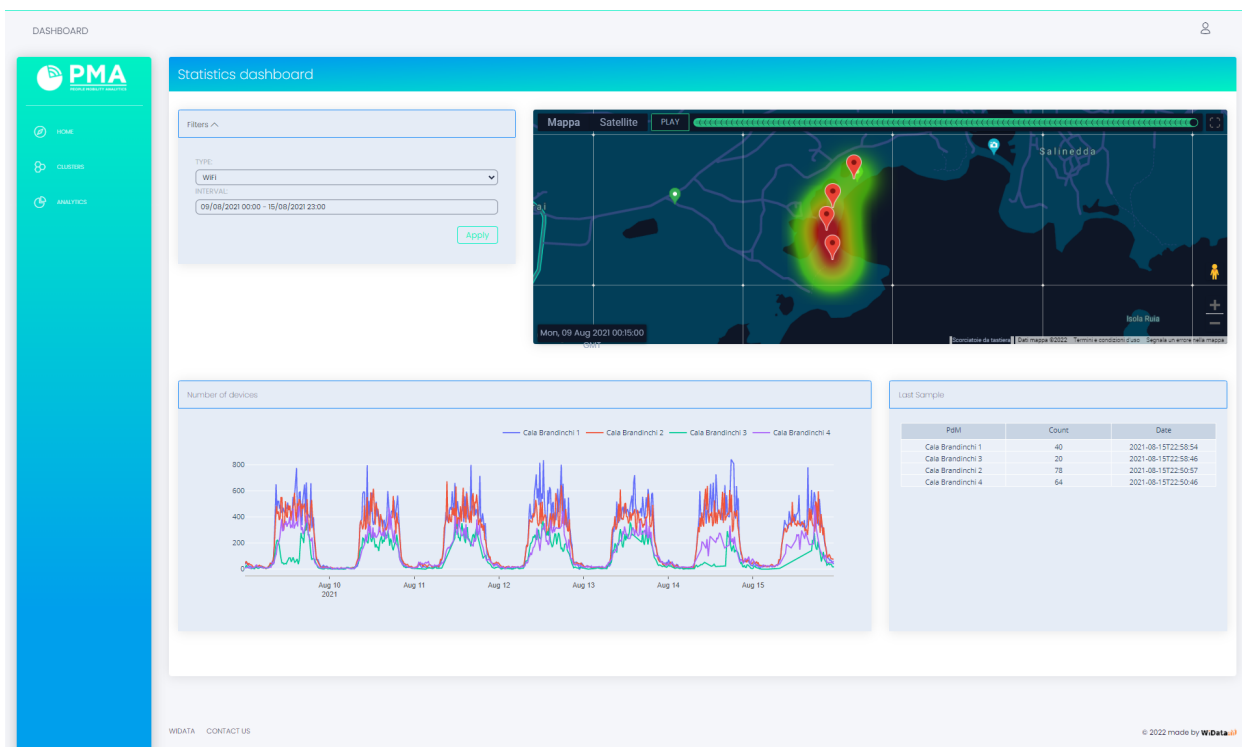 DASHBOARD
PMA
PEOPLE MOBILITY ANALYTICS
HOME
CLUSTERS
ANALYTICS
Statistics dashboard
Filters
TYPE:
WIFI
INTERVAL:
09/08/2021 00:00 - 15/08/2021 23:00
Apply
Mappa Satellite PLAY
Salinedda
ai
Isola Ruia
Mon, 09 Aug 2021 00:15:00
GMT
Scorciatoie da tastiera Dati mappa ©2022 Termini e condizioni d'uso Segnala un errore nella mappa
Number of devices
Cala Brandinchi 1 Cala Brandinchi 2 Cala Brandinchi 3 Cala Brandinchi 4
800
600
400
200
0
Aug 10 Aug 11 Aug 12 Aug 13 Aug 14 Aug 15
2021
Last Sample
PdM Count Date
Cala Brandinchi 1 40 2021-08-15T22:58:54
Cala Brandinchi 3 20 2021-08-15T22:58:46
Cala Brandinchi 2 78 2021-08-15T22:50:57
Cala Brandinchi 4 64 2021-08-15T22:50:46
WIDATA CONTACT US
© 2022 made by WiData